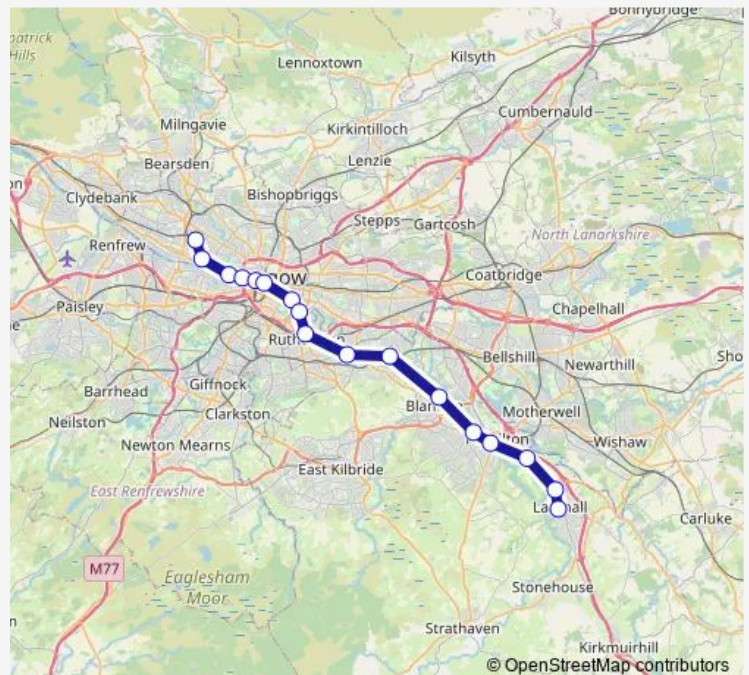 Bonnybridge
patrick
Hills
Lennoxtown
Kilsyth
Cumbernauld
Milngavie
Kirkintilloch
Bearsden
Lenzie
Clydebank
Bishopbriggs
Stepps
Gartcosh
Renfrew
North Lanarkshire
Coatbridge
Paisley
Chapelhall
Bellshill
Newarthill
Sho
Barrhead
Giffnock
Neilston
Clarkston
Motherwell
Newton Mearns
Wishaw
East Kilbride
East Renfrewshire
Carluke
M77
Eaglesham
Moor
Stonehouse
Strathaven
Kirkmuirhill
© OpenStreetMap contributors